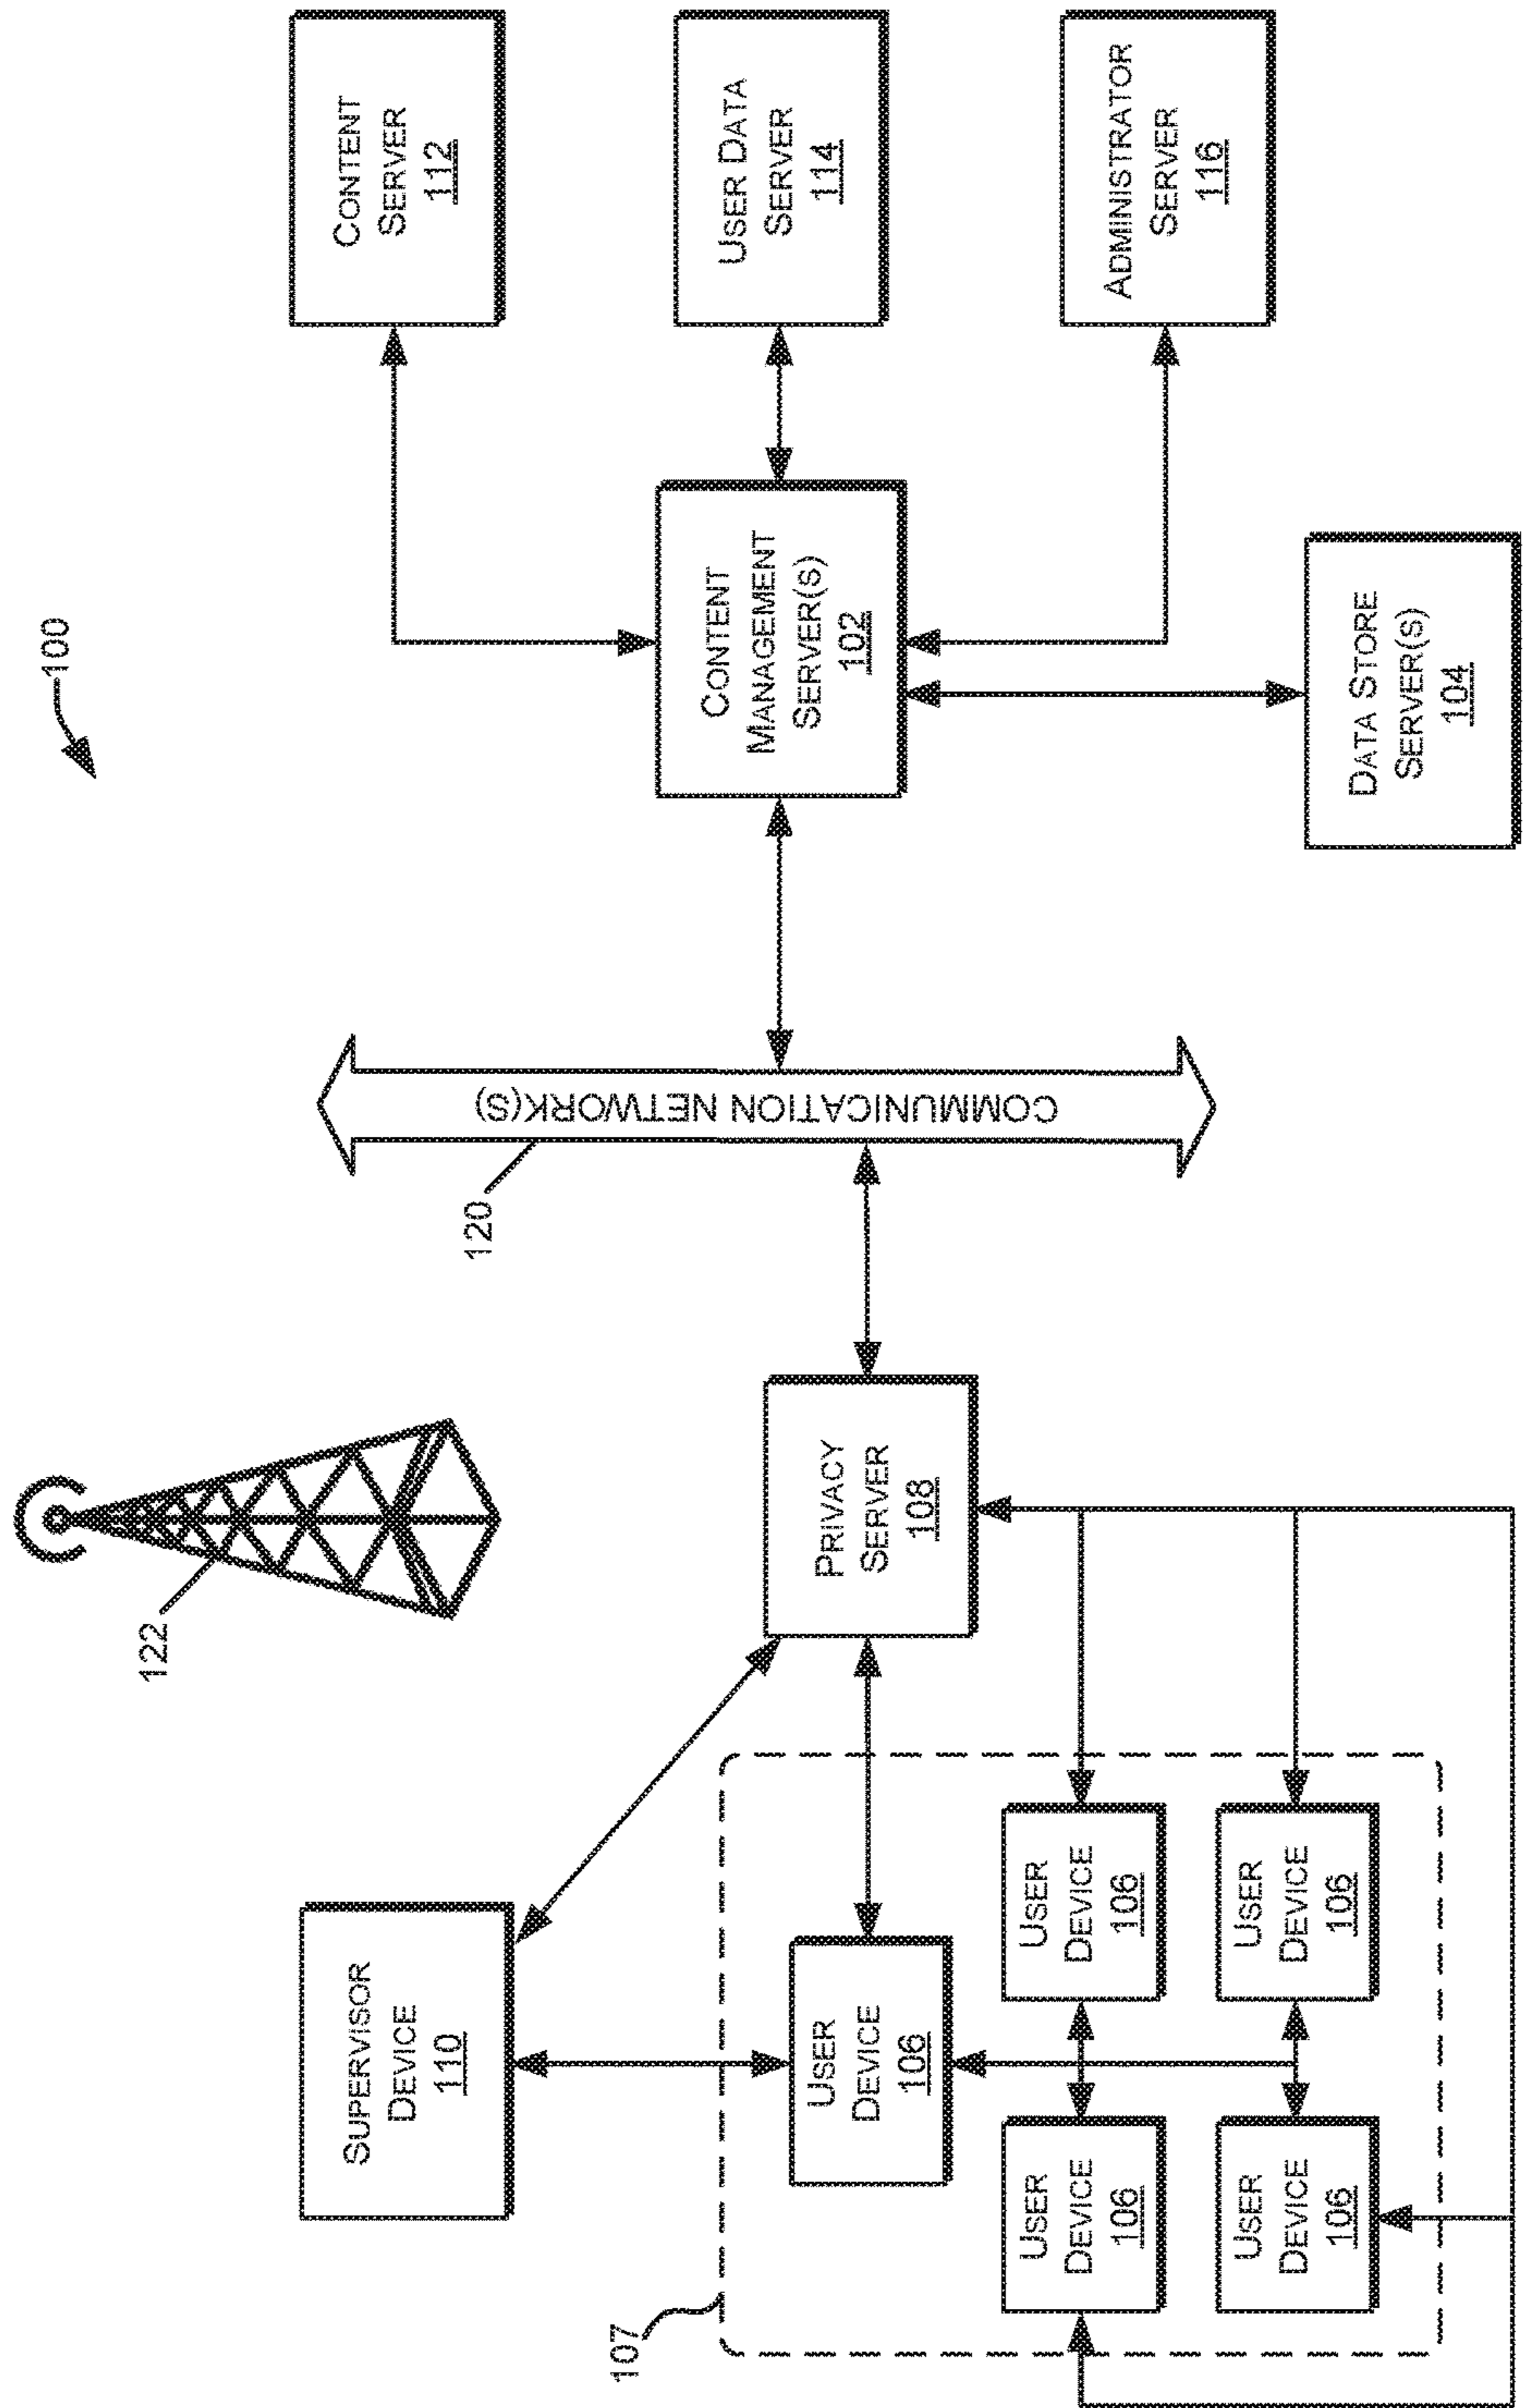 100
122
SUPERVISOR
DEVICE
110
CONTENT
SERVER
112
120
107
USER
DEVICE
106
PRIVACY
SERVER
108
COMMUNICATION NETWORK(S)
CONTENT
MANAGEMENT
SERVER(S)
102
USER DATA
SERVER
114
USER
DEVICE
106
USER
DEVICE
106
ADMINISTRATOR
SERVER
116
USER
DEVICE
106
USER
DEVICE
106
DATA STORE
SERVER(S)
104